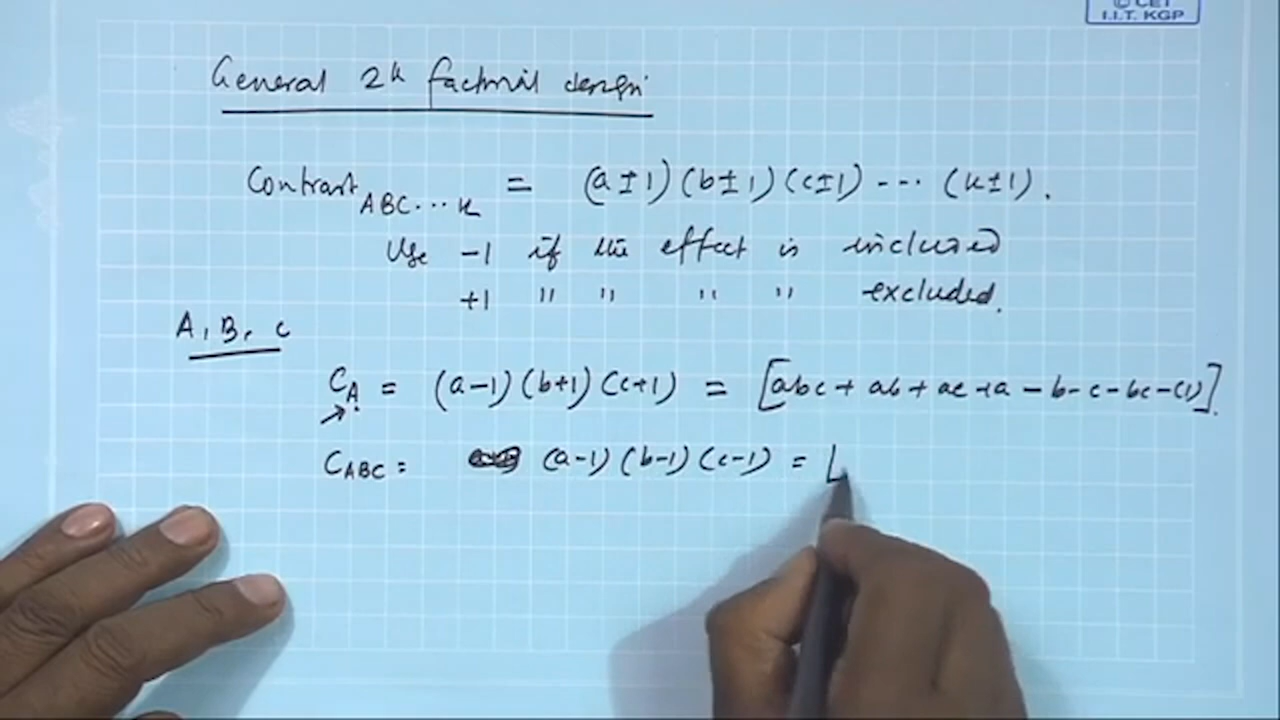 © CET
I.I.T. KGP
General 2^k factorial design
Contrast_ABC...k = (a±1)(b±1)(c±1) --- (k±1).
Use -1 if the effect is included
+1 " " " " excluded.
A, B, C
C_A = (a-1)(b+1)(c+1) = [abc + ab + ac + a - b - c - bc - (1)].
C_ABC = (a-1)(b-1)(c-1) = [